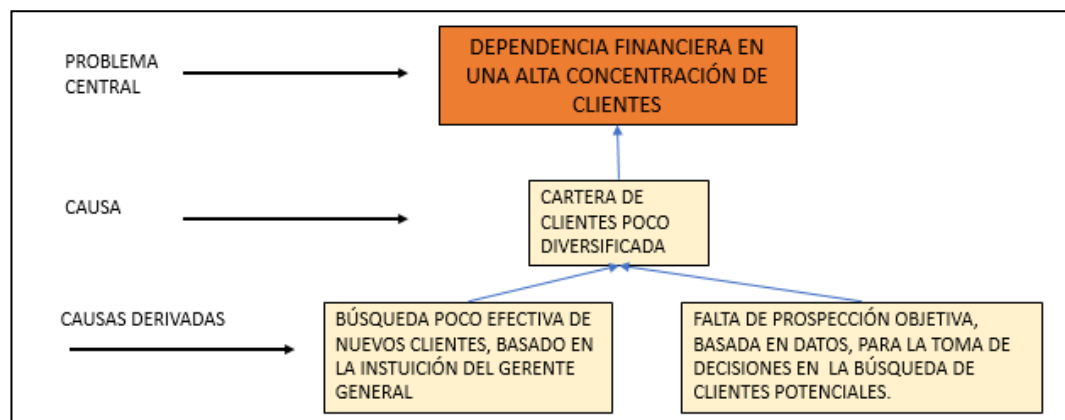 PROBLEMA
CENTRAL
DEPENDENCIA FINANCIERA EN
UNA ALTA CONCENTRACIÓN DE
CLIENTES
CAUSA
CARTERA DE
CLIENTES POCO
DIVERSIFICADA
CAUSAS DERIVADAS
BÚSQUEDA POCO EFECTIVA DE
NUEVOS CLIENTES, BASADO EN
LA INSTUICIÓN DEL GERENTE
GENERAL
FALTA DE PROSPECCIÓN OBJETIVA,
BASADA EN DATOS, PARA LA TOMA DE
DECISIONES EN LA BÚSQUEDA DE
CLIENTES POTENCIALES.